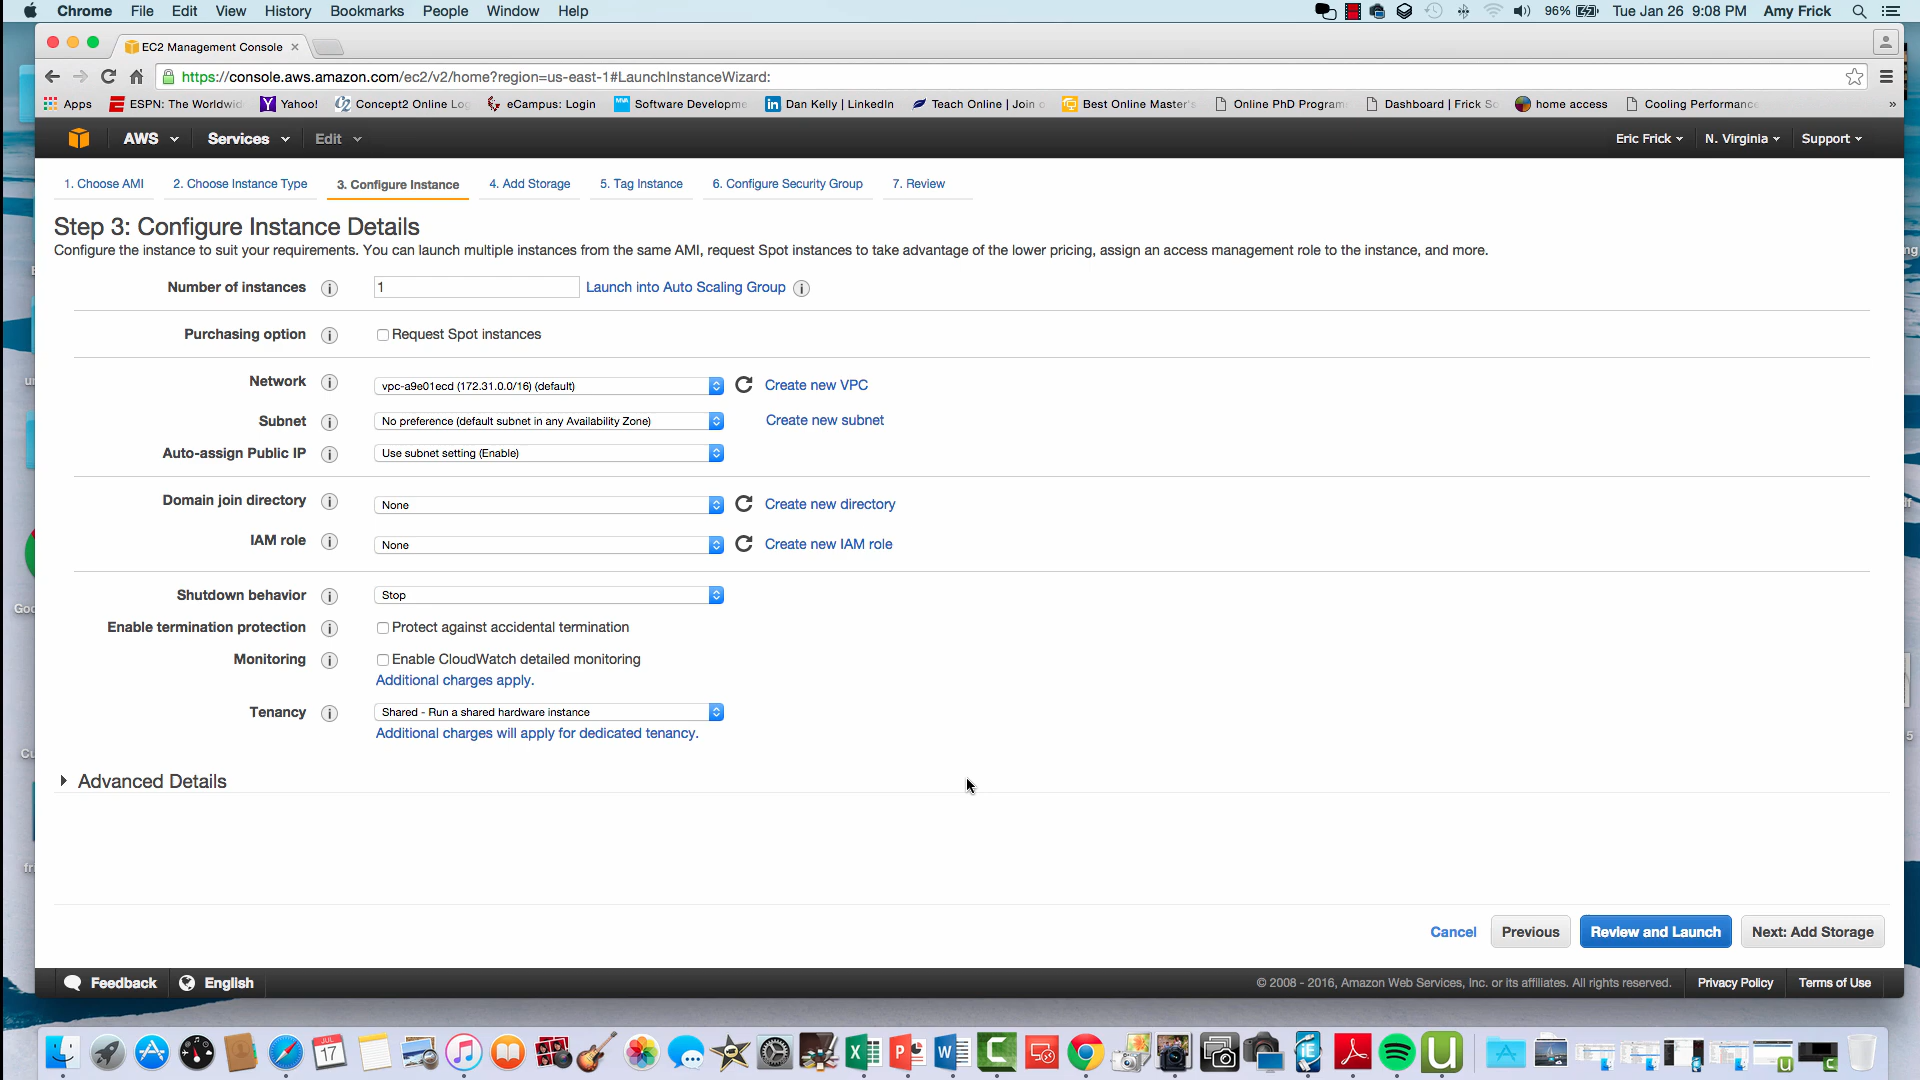 Chrome File Edit View History Bookmarks People Window Help 96% Tue Jan 26 9:08 PM Amy Frick
EC2 Management Console
https://console.aws.amazon.com/ec2/v2/home?region=us-east-1#LaunchInstanceWizard:
Apps ESPN: The Worldwid Yahoo! Concept2 Online Log eCampus: Login Software Developme Dan Kelly | LinkedIn Teach Online | Join o Best Online Master's Online PhD Program Dashboard | Frick So home access Cooling Performance »
AWS Services Edit Eric Frick N. Virginia Support
1. Choose AMI 2. Choose Instance Type 3. Configure Instance 4. Add Storage 5. Tag Instance 6. Configure Security Group 7. Review
Step 3: Configure Instance Details
Configure the instance to suit your requirements. You can launch multiple instances from the same AMI, request Spot instances to take advantage of the lower pricing, assign an access management role to the instance, and more.
Number of instances 1 Launch into Auto Scaling Group
Purchasing option Request Spot instances
Network vpc-a9e01ecd (172.31.0.0/16) (default) Create new VPC
Subnet No preference (default subnet in any Availability Zone) Create new subnet
Auto-assign Public IP Use subnet setting (Enable)
Domain join directory None Create new directory
IAM role None Create new IAM role
Shutdown behavior Stop
Enable termination protection Protect against accidental termination
Monitoring Enable CloudWatch detailed monitoring
Additional charges apply.
Tenancy Shared - Run a shared hardware instance
Additional charges will apply for dedicated tenancy.
Advanced Details
Cancel Previous Review and Launch Next: Add Storage
Feedback English © 2008 - 2016, Amazon Web Services, Inc. or its affiliates. All rights reserved. Privacy Policy Terms of Use
JUL
17